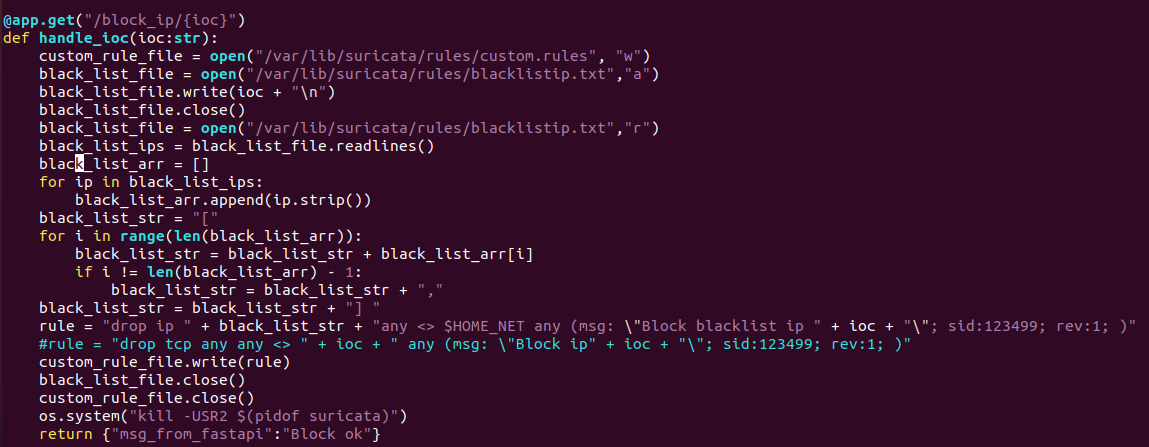 @app.get("/block_ip/{ioc}")
def handle_ioc(ioc:str):
    custom_rule_file = open("/var/lib/suricata/rules/custom.rules", "w")
    black_list_file = open("/var/lib/suricata/rules/blacklistip.txt","a")
    black_list_file.write(ioc + "\n")
    black_list_file.close()
    black_list_file = open("/var/lib/suricata/rules/blacklistip.txt","r")
    black_list_ips = black_list_file.readlines()
    black_list_arr = []
    for ip in black_list_ips:
        black_list_arr.append(ip.strip())
    black_list_str = "["
    for i in range(len(black_list_arr)):
        black_list_str = black_list_str + black_list_arr[i]
        if i != len(black_list_arr) - 1:
            black_list_str = black_list_str + ","
    black_list_str = black_list_str + "] "
    rule = "drop ip " + black_list_str + "any <> $HOME_NET any (msg: \"Block blacklist ip " + ioc + "\"; sid:123499; rev:1; )"
    #rule = "drop tcp any any <> " + ioc + " any (msg: \"Block ip" + ioc + "\"; sid:123499; rev:1; )"
    custom_rule_file.write(rule)
    black_list_file.close()
    custom_rule_file.close()
    os.system("kill -USR2 $(pidof suricata)")
    return {"msg_from_fastapi":"Block ok"}